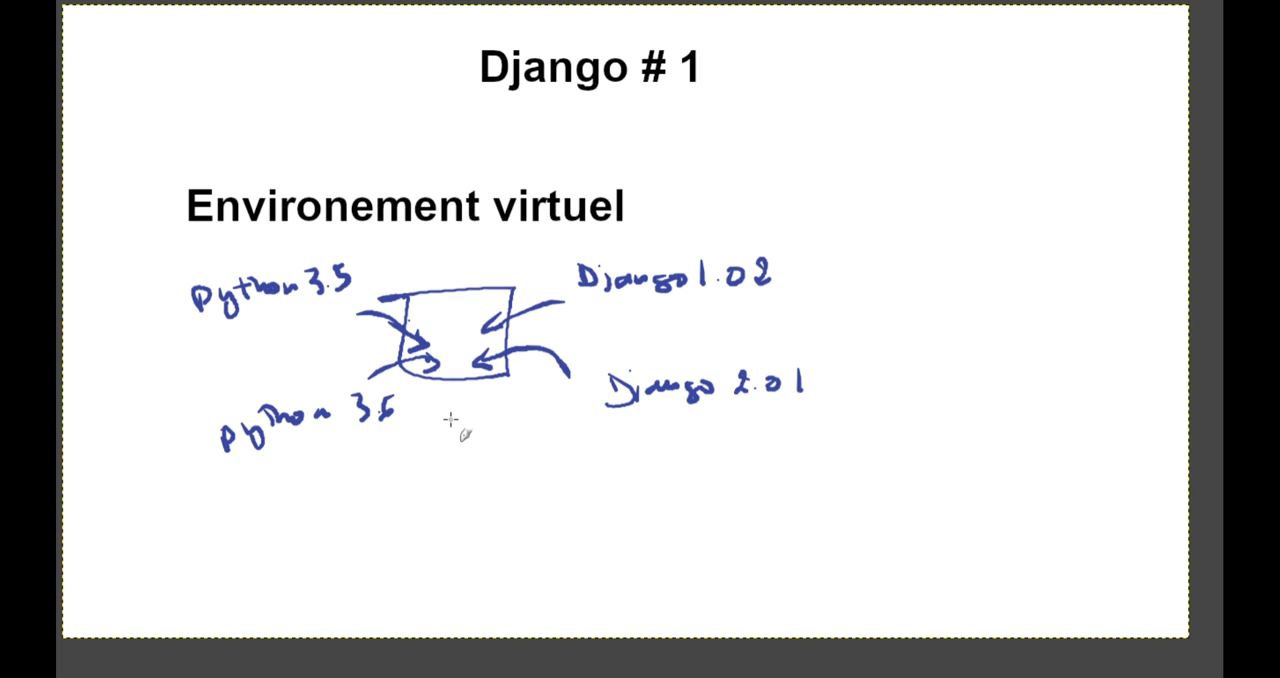 Django # 1
Environement virtuel
Python 3.5
Django 1.02
Django 2.01
Python 3.6